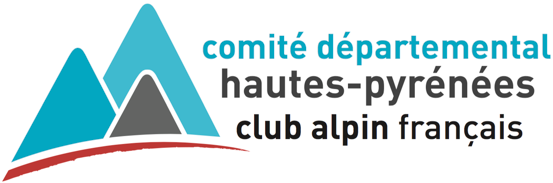 comité départemental
hautes-pyrénées
club alpin français